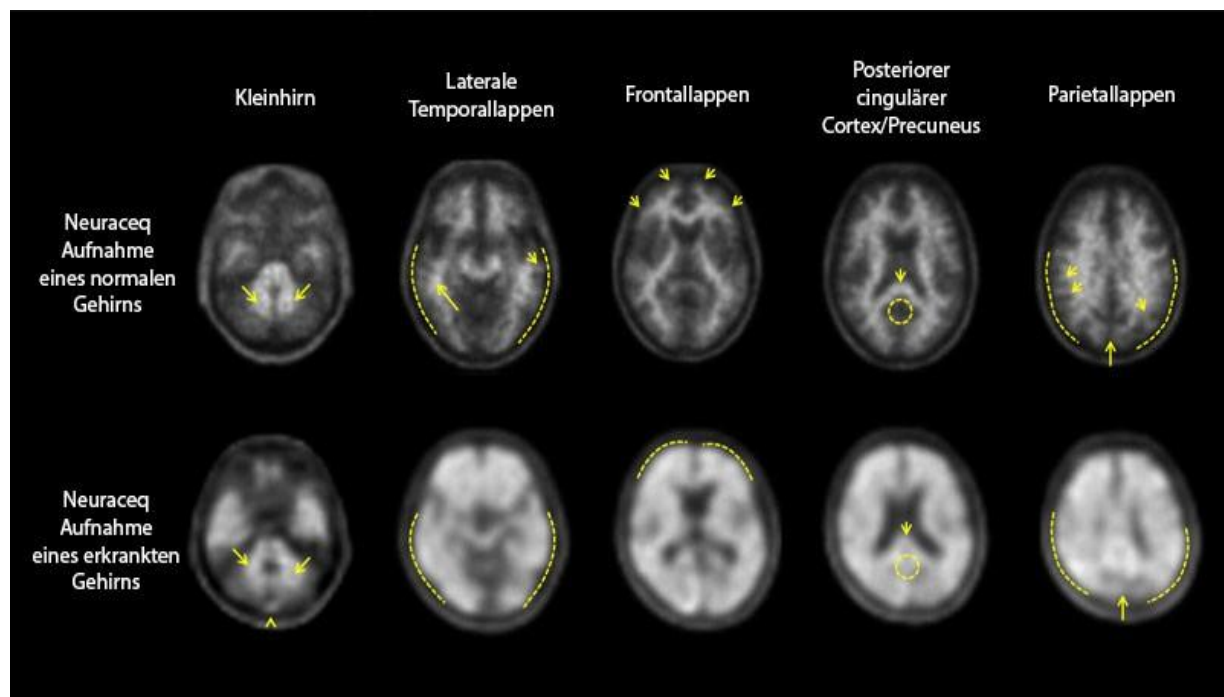 Kleinhirn
Laterale
Temporallappen
Frontallappen
Posteriorer
cingulärer
Cortex/Precuneus
Parietallappen
Neuraceq
Aufnahme
eines normalen
Gehirns
Neuraceq
Aufnahme
eines erkrankten
Gehirns